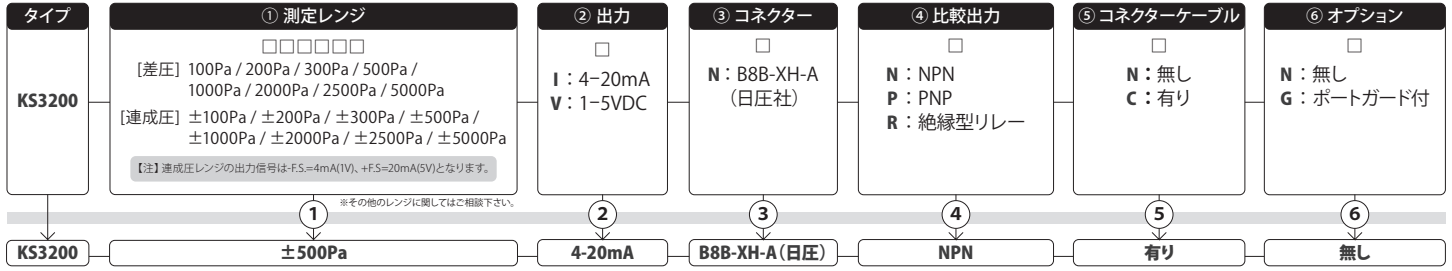 タイプ
KS3200
① 測定レンジ
□□□□□□
[差圧] 100Pa / 200Pa / 300Pa / 500Pa /
1000Pa / 2000Pa / 2500Pa / 5000Pa
[連成圧] ±100Pa / ±200Pa / ±300Pa / ±500Pa /
±1000Pa / ±2000Pa / ±2500Pa / ±5000Pa
【注】連成圧レンジの出力信号は-F.S.=4mA(1V)、+F.S=20mA(5V)となります。
※その他のレンジに関してはご相談下さい。
② 出力
□
I：4−20mA
V：1−5VDC
③ コネクター
□
N：B8B-XH-A
（日圧社）
④ 比較出力
□
N：NPN
P：PNP
R：絶縁型リレー
⑤ コネクターケーブル
□
N：無し
C：有り
⑥ オプション
□
N：無し
G：ポートガード付
1 2 3 4 5 6
KS3200 ±500Pa 4-20mA B8B-XH-A（日圧） NPN 有り 無し